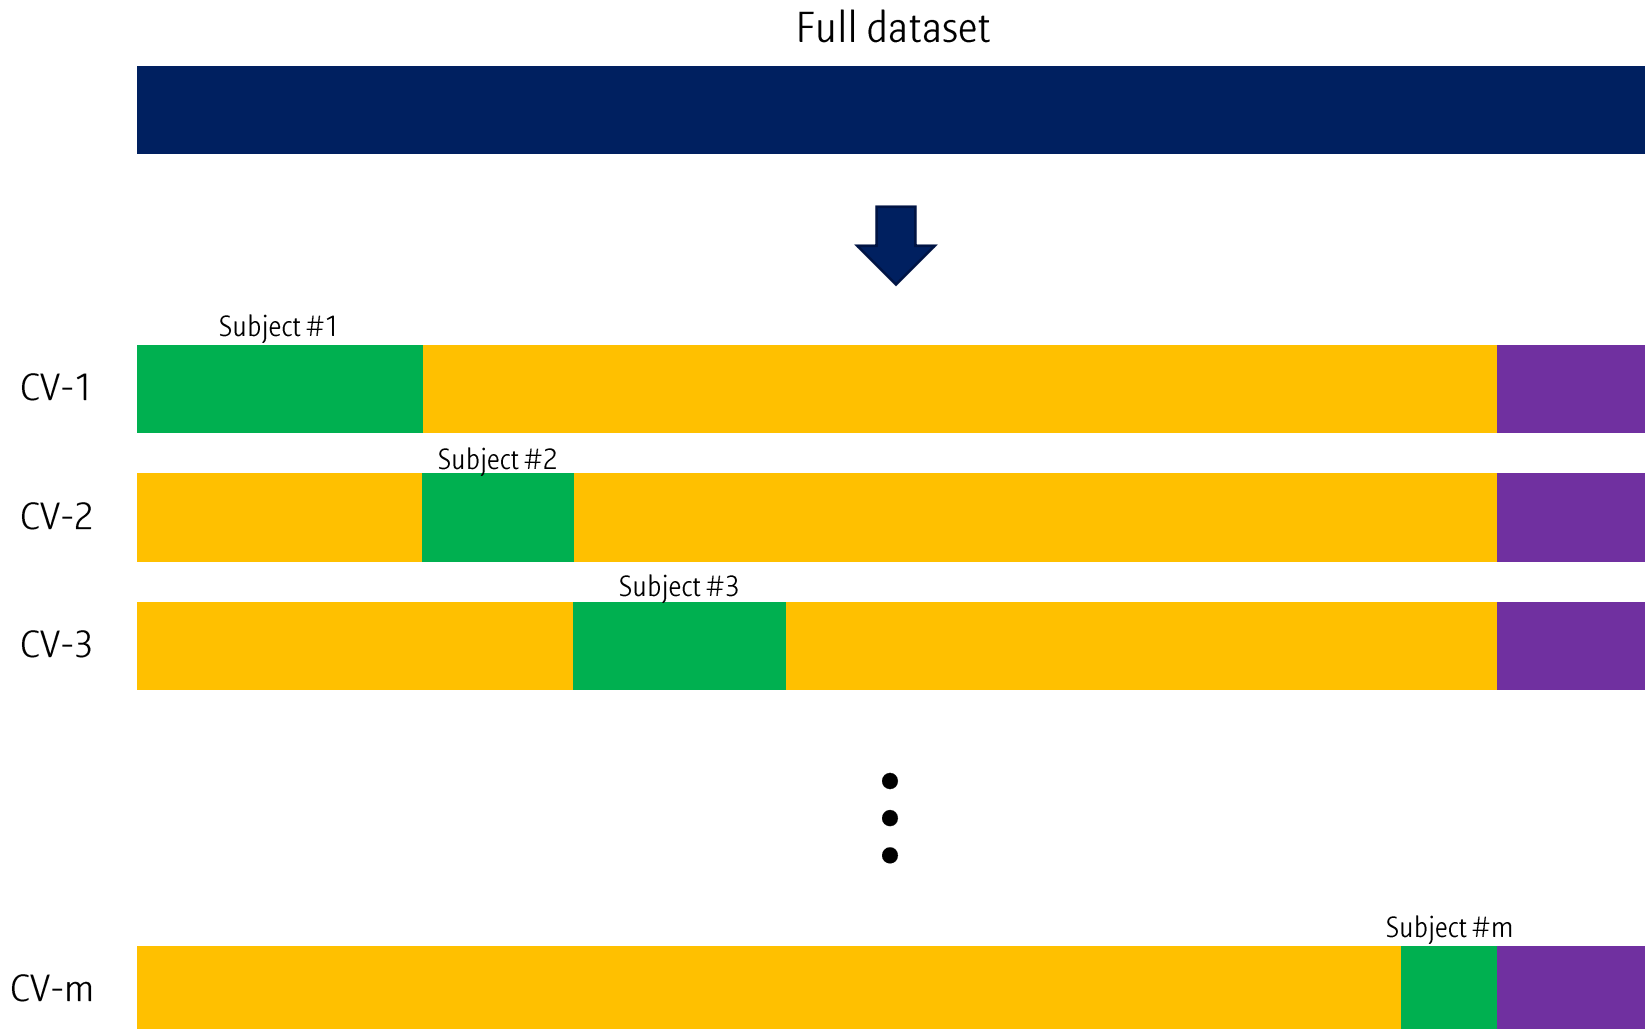 Full dataset
Subject #1
CV-1
Subject #2
CV-2
Subject #3
CV-3
Subject #m
CV-m